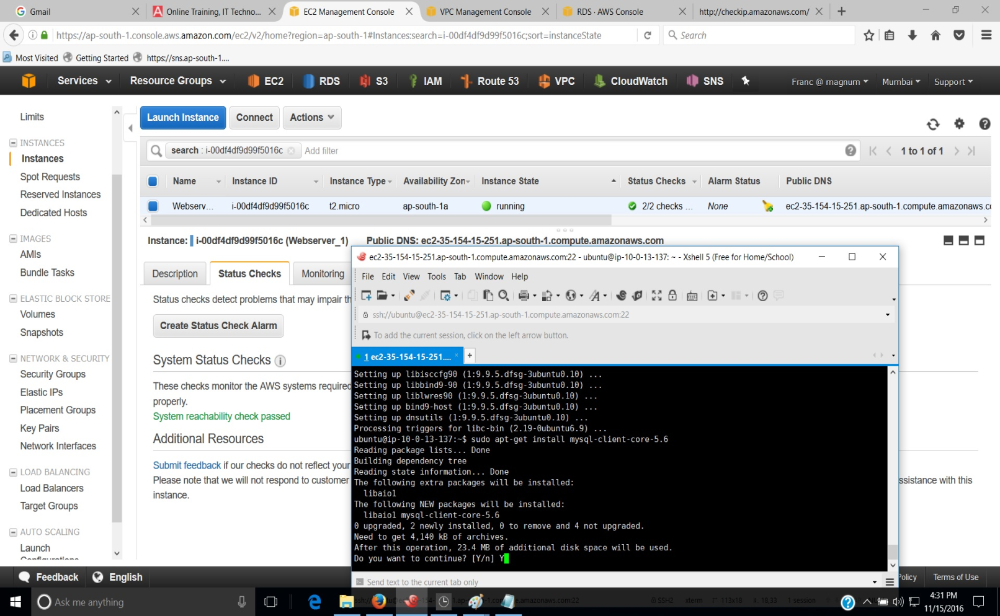 Gmail
Online Training, IT Techno...
EC2 Management Console
VPC Management Console
RDS · AWS Console
http://checkip.amazonaws.com/
https://ap-south-1.console.aws.amazon.com/ec2/v2/home?region=ap-south-1#Instances:search=i-00df4df9d99f5016c;sort=instanceState
Search
Most Visited
Getting Started
https://sns.ap-south-1....
Services
Resource Groups
EC2
RDS
S3
IAM
Route 53
VPC
CloudWatch
SNS
Franc @ magnum
Mumbai
Support
Limits
INSTANCES
Instances
Spot Requests
Reserved Instances
Dedicated Hosts
IMAGES
AMIs
Bundle Tasks
ELASTIC BLOCK STORE
Volumes
Snapshots
NETWORK & SECURITY
Security Groups
Elastic IPs
Placement Groups
Key Pairs
Network Interfaces
LOAD BALANCING
Load Balancers
Target Groups
AUTO SCALING
Launch
Configurations
Launch Instance
Connect
Actions
search : i-00df4df9d99f5016c
Add filter
1 to 1 of 1
Name
Instance ID
Instance Type
Availability Zon
Instance State
Status Checks
Alarm Status
Public DNS
Webserv...
i-00df4df9d99f5016c
t2.micro
ap-south-1a
running
2/2 checks ...
None
ec2-35-154-15-251.ap-south-1.compute.amazonaws.co
Instance: i-00df4df9d99f5016c (Webserver_1)
Public DNS: ec2-35-154-15-251.ap-south-1.compute.amazonaws.com
Description
Status Checks
Monitoring
Status checks detect problems that may impair th
Create Status Check Alarm
System Status Checks
These checks monitor the AWS systems required
properly.
System reachability check passed
Additional Resources
Submit feedback if our checks do not reflect your
Please note that we will not respond to customer
ssistance with this
instance.
ec2-35-154-15-251.ap-south-1.compute.amazonaws.com:22 - ubuntu@ip-10-0-13-137: ~ - Xshell 5 (Free for Home/School)
File Edit View Tools Tab Window Help
ssh://ubuntu@ec2-35-154-15-251.ap-south-1.compute.amazonaws.com:22
To add the current session, click on the left arrow button.
1 ec2-35-154-15-251....
Setting up libisccfg90 (1:9.9.5.dfsg-3ubuntu0.10) ...
Setting up libbind9-90 (1:9.9.5.dfsg-3ubuntu0.10) ...
Setting up liblwres90 (1:9.9.5.dfsg-3ubuntu0.10) ...
Setting up bind9-host (1:9.9.5.dfsg-3ubuntu0.10) ...
Setting up dnsutils (1:9.9.5.dfsg-3ubuntu0.10) ...
Processing triggers for libc-bin (2.19-0ubuntu6.9) ...
ubuntu@ip-10-0-13-137:~$ sudo apt-get install mysql-client-core-5.6
Reading package lists... Done
Building dependency tree
Reading state information... Done
The following extra packages will be installed:
libaio1
The following NEW packages will be installed:
libaio1 mysql-client-core-5.6
0 upgraded, 2 newly installed, 0 to remove and 4 not upgraded.
Need to get 4,140 kB of archives.
After this operation, 23.4 MB of additional disk space will be used.
Do you want to continue? [Y/n] Y
Send text to the current tab only
Feedback
English
Policy
Terms of Use
Ask me anything
amazonaws.com:22
SSH2
xterm
113x18
18,33
1 session
4:31 PM
11/15/2016